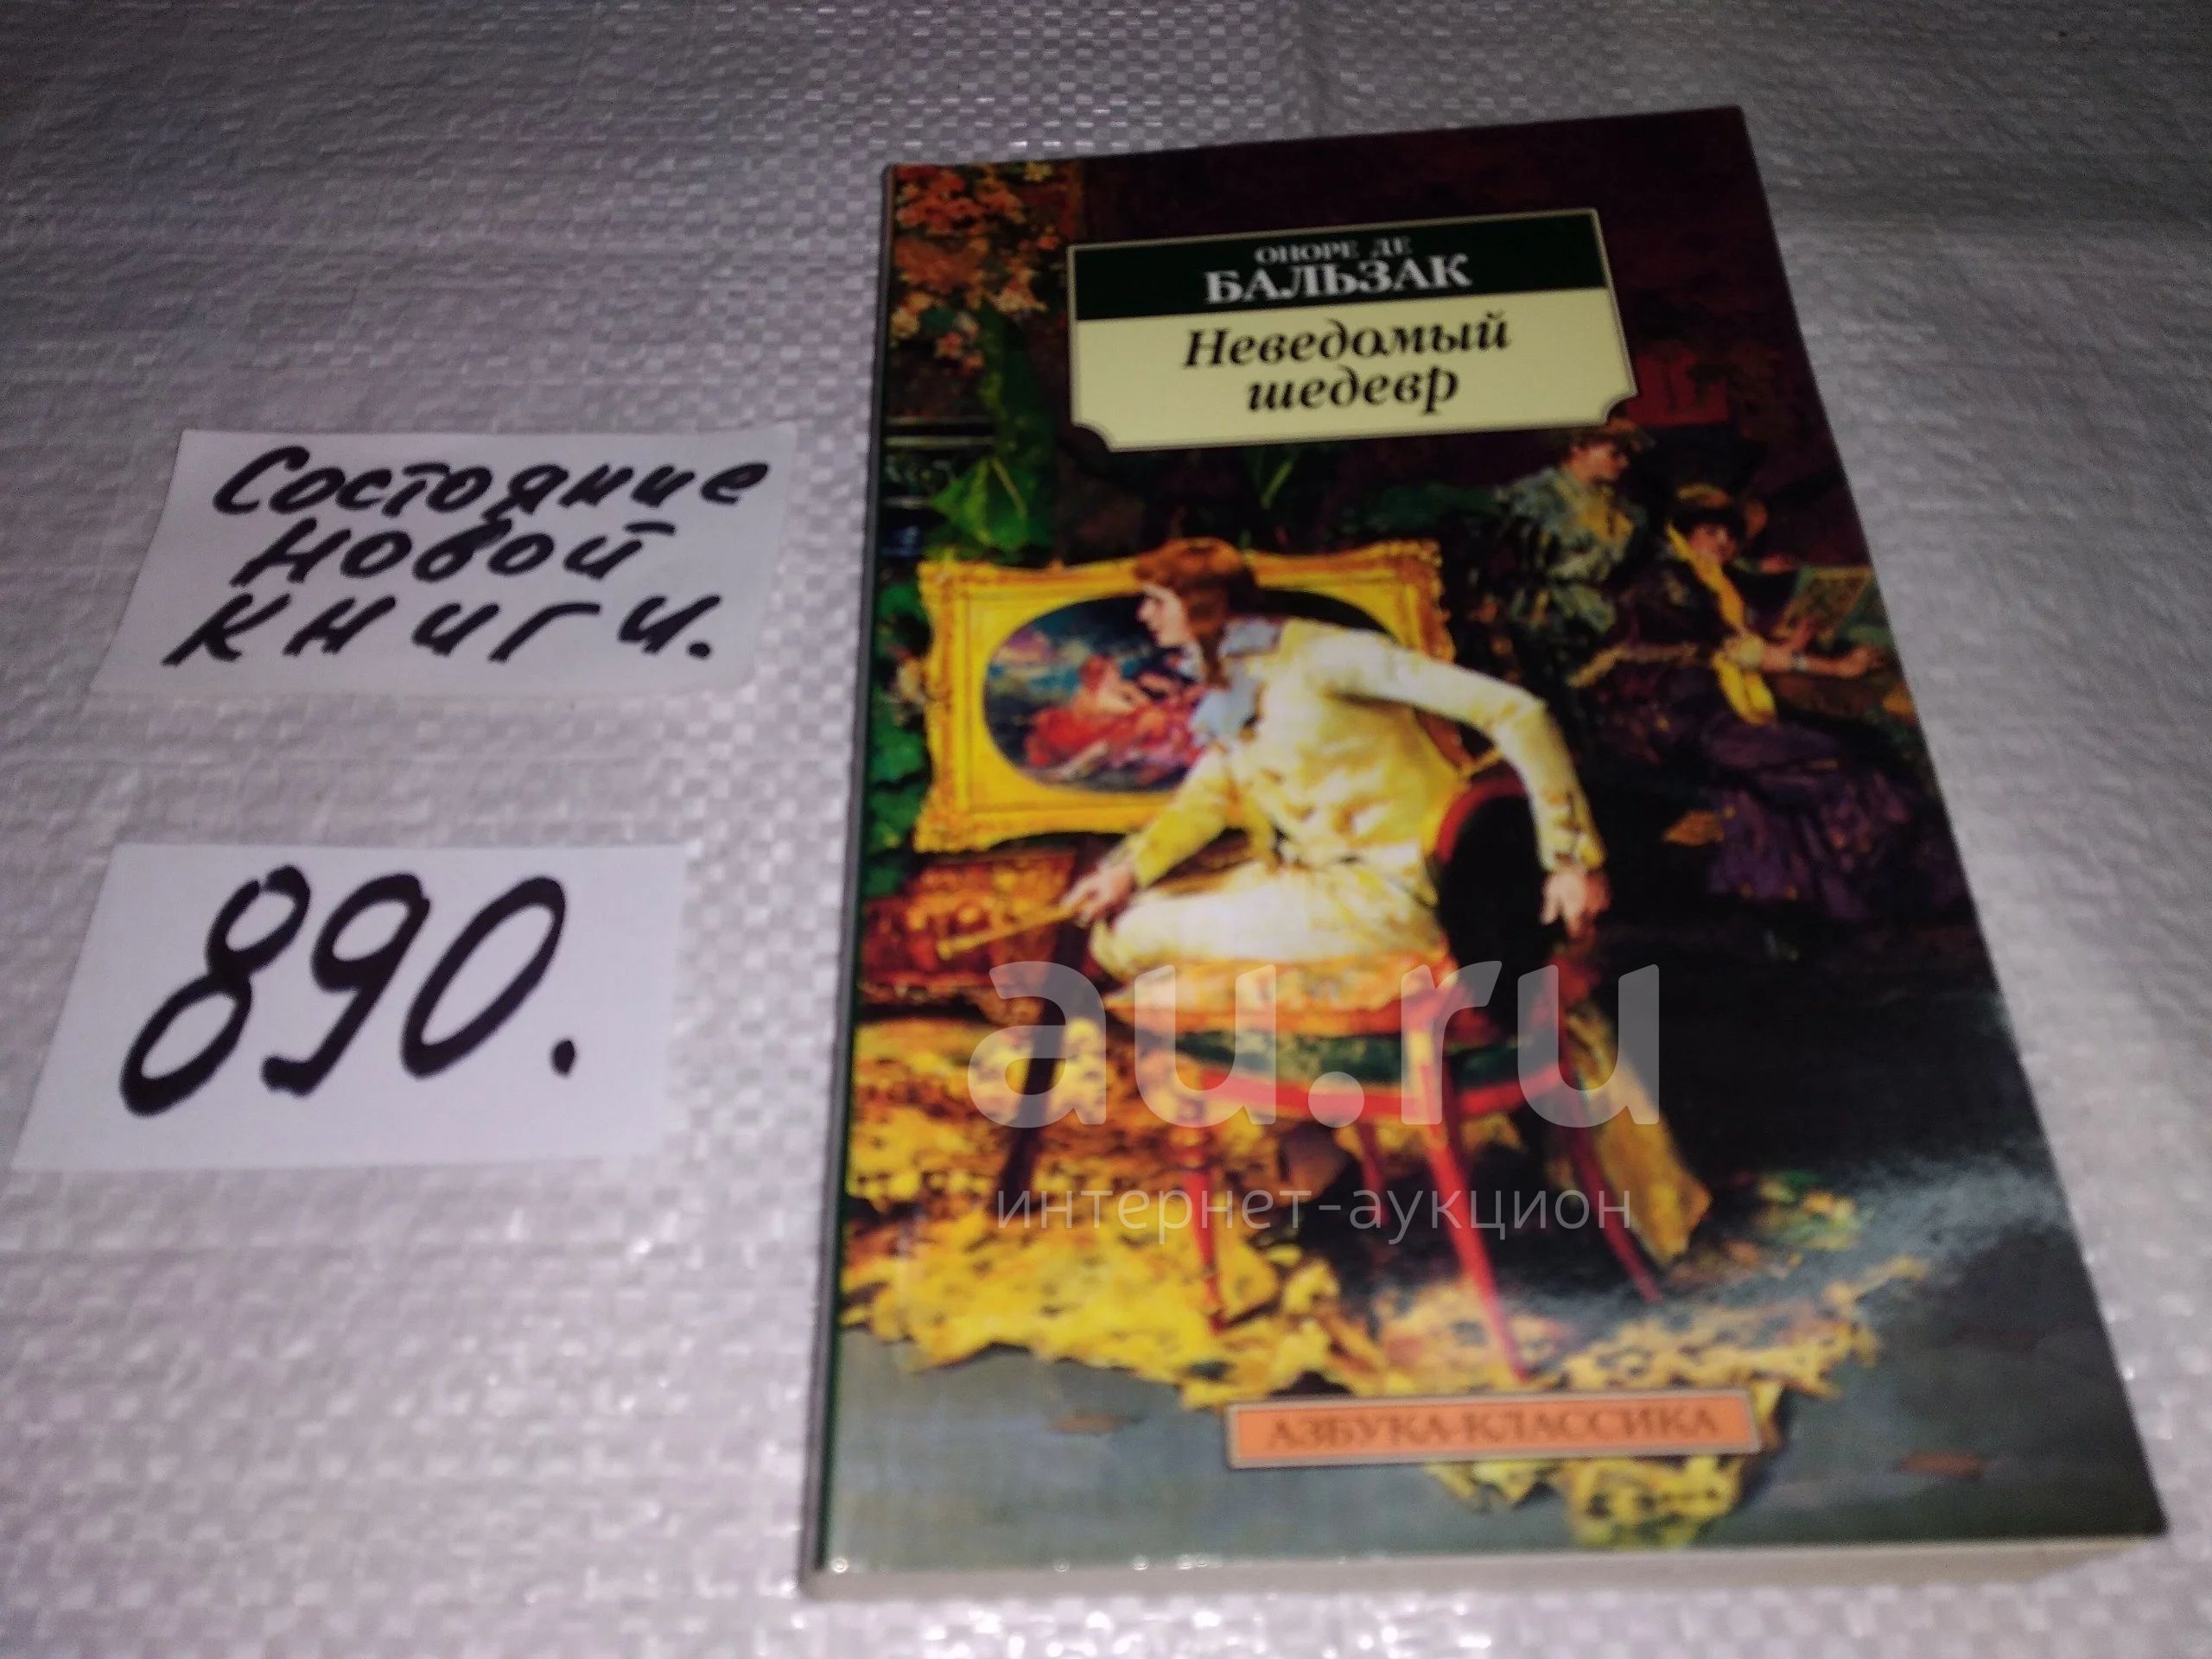 Состояние
новой
книги.
890.
ОНОРЕ ДЕ
БАЛЬЗАК
Неведомый
шедевр
au.ru
интернет-аукцион
АЗБУКА-КЛАССИКА